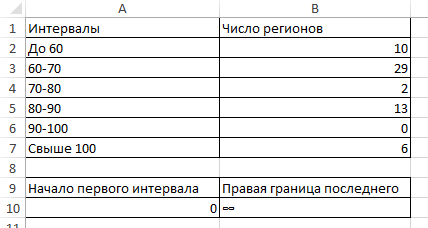 A B
1 Интервалы Число регионов
2 До 60 10
3 60-70 29
4 70-80 2
5 80-90 13
6 90-100 0
7 Свыше 100 6
8
9 Начало первого интервала Правая граница последнего
10 0 ∞
11